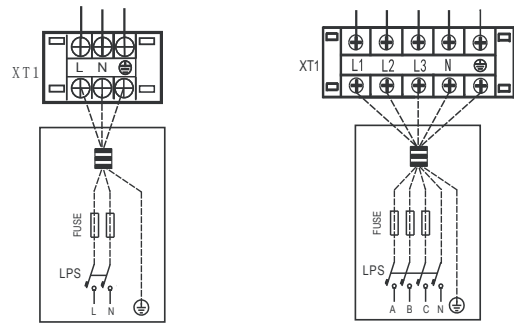 XT1
L N
FUSE
LPS
L N
XT1
L1 L2 L3 N
FUSE
LPS
A B C N